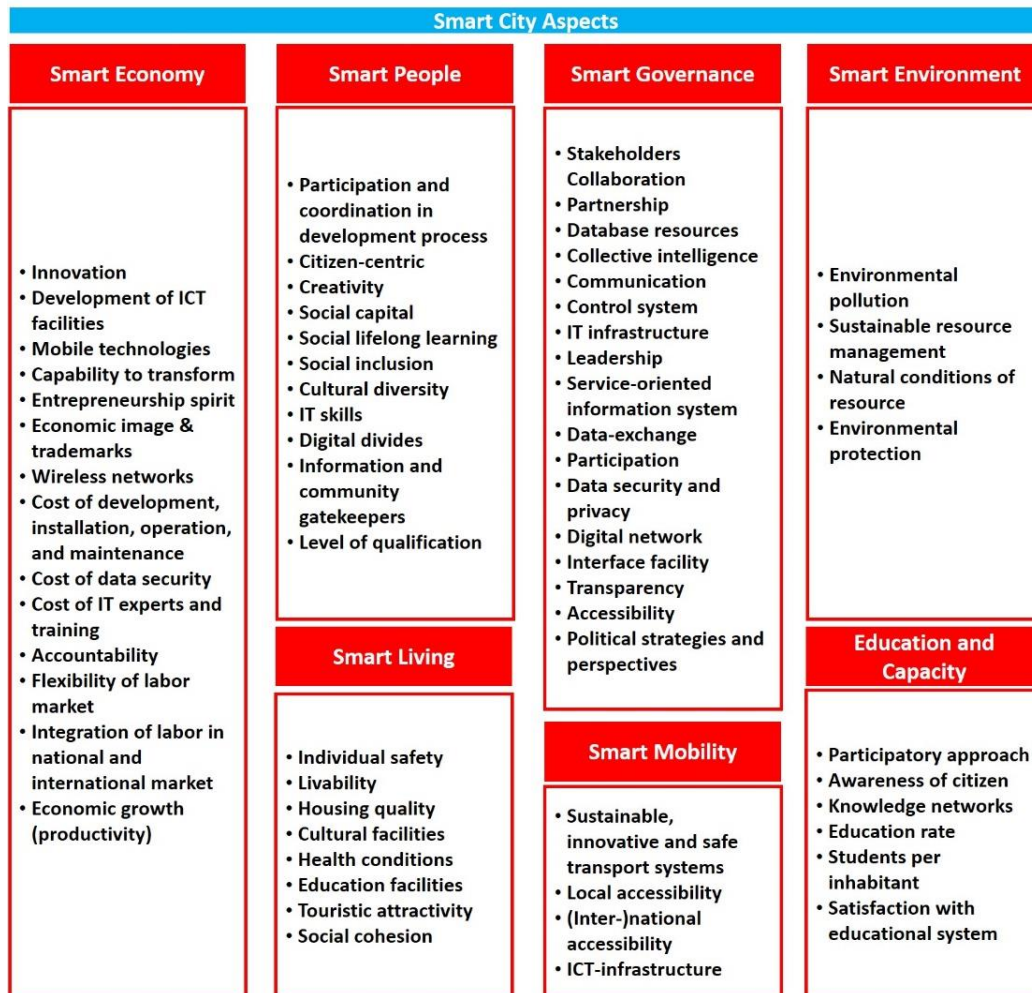 Smart City Aspects
Smart Economy
• Innovation
• Development of ICT
facilities
• Mobile technologies
• Capability to transform
• Entrepreneurship spirit
• Economic image &
trademarks
• Wireless networks
• Cost of development,
installation, operation,
and maintenance
• Cost of data security
• Cost of IT experts and
training
• Accountability
• Flexibility of labor
market
• Integration of labor in
national and
international market
• Economic growth
(productivity)
Smart People
• Participation and
coordination in
development process
• Citizen-centric
• Creativity
• Social capital
• Social lifelong learning
• Social inclusion
• Cultural diversity
• IT skills
• Digital divides
• Information and
community
gatekeepers
• Level of qualification
Smart Living
• Individual safety
• Livability
• Housing quality
• Cultural facilities
• Health conditions
• Education facilities
• Touristic attractivity
• Social cohesion
Smart Governance
• Stakeholders
Collaboration
• Partnership
• Database resources
• Collective intelligence
• Communication
• Control system
• IT infrastructure
• Leadership
• Service-oriented
information system
• Data-exchange
• Participation
• Data security and
privacy
• Digital network
• Interface facility
• Transparency
• Accessibility
• Political strategies and
perspectives
Smart Mobility
• Sustainable,
innovative and safe
transport systems
• Local accessibility
• (Inter-)national
accessibility
• ICT-infrastructure
Smart Environment
• Environmental
pollution
• Sustainable resource
management
• Natural conditions of
resource
• Environmental
protection
Education and
Capacity
• Participatory approach
• Awareness of citizen
• Knowledge networks
• Education rate
• Students per
inhabitant
• Satisfaction with
educational system